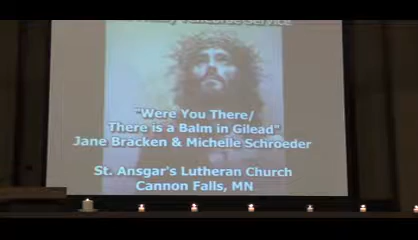 Service
"Were You There/
There is a Balm in Gilead"
Jane Bracken & Michelle Schroeder
St. Ansgar's Lutheran Church
Cannon Falls, MN